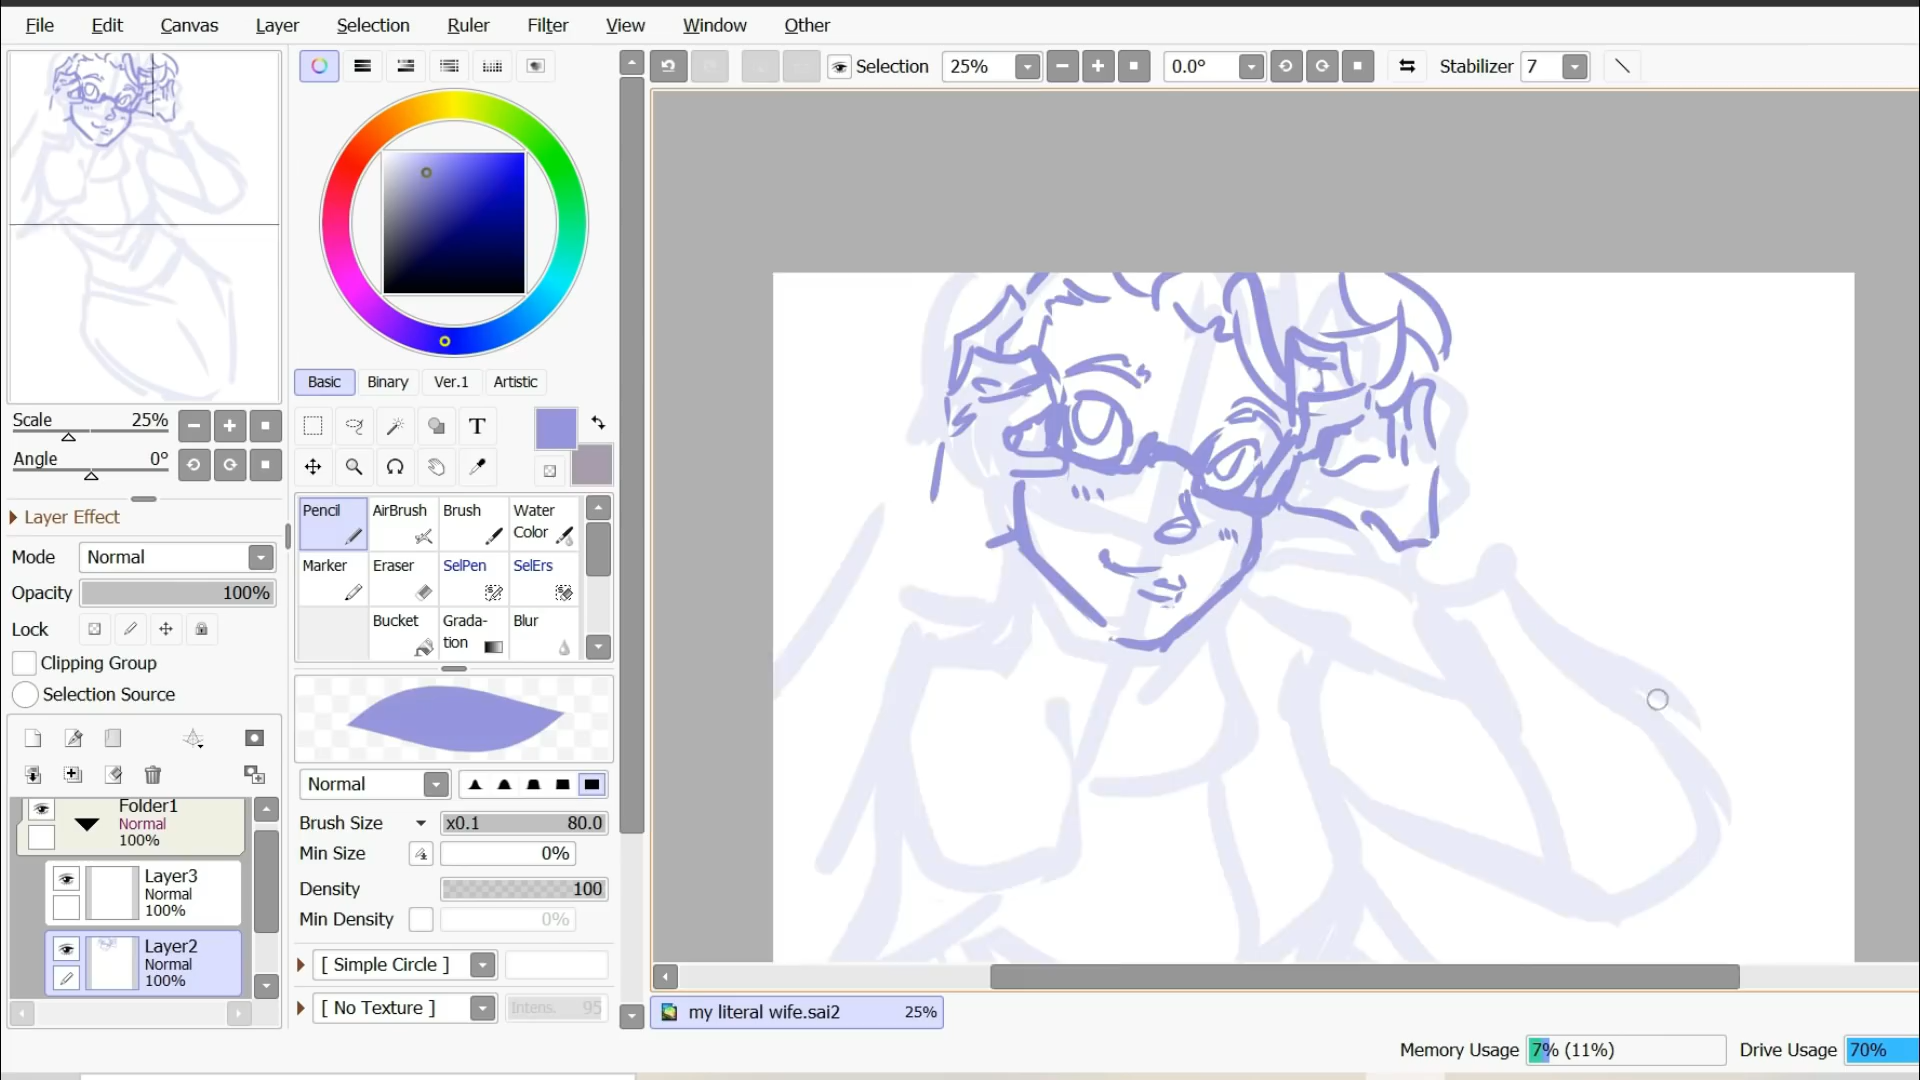 File Edit Canvas Layer Selection Ruler Filter View Window Other
Selection 25% 0.0° Stabilizer 7
Basic Binary Ver.1 Artistic
Scale 25%
Angle 0°
T
Layer Effect
Mode Normal
Opacity 100%
Lock
Clipping Group
Selection Source
Pencil AirBrush Brush Water Color
Marker Eraser SelPen SelErs
Bucket Grada-tion Blur
Normal
Brush Size x0.1 80.0
Min Size 0%
Density 100
Min Density 0%
[ Simple Circle ]
[ No Texture ] Intens. 95
Folder1
Normal
100%
Layer3
Normal
100%
Layer2
Normal
100%
my literal wife.sai2 25%
Memory Usage 7% (11%) Drive Usage 70%